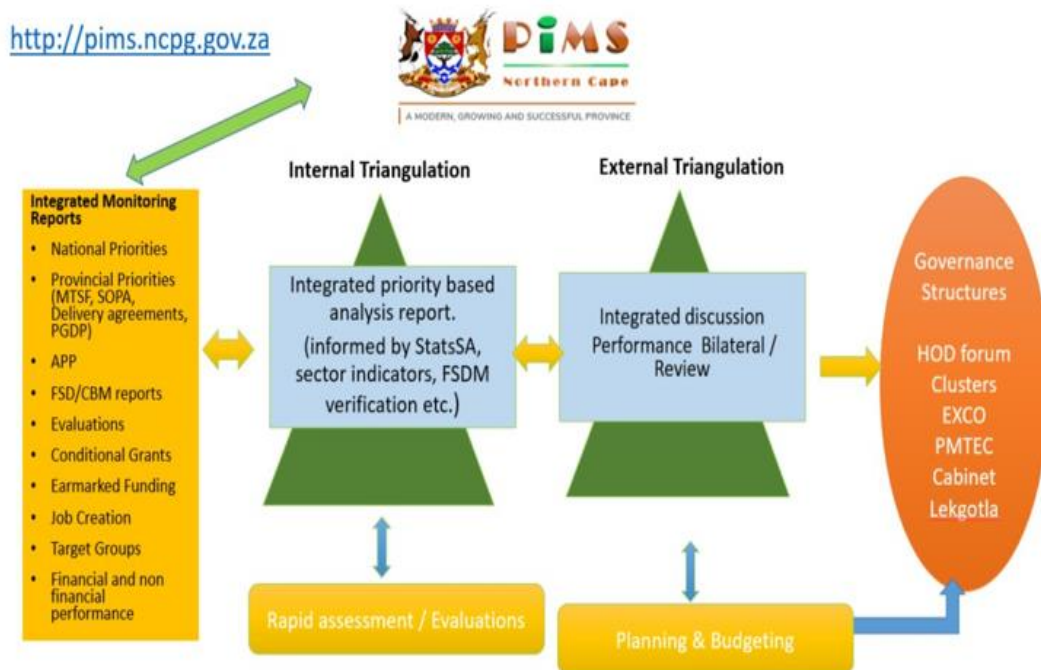 http://pims.ncpg.gov.za
PiMS
Northern Cape
A MODERN, GROWING AND SUCCESSFUL PROVINCE
Internal Triangulation
External Triangulation
Integrated Monitoring
Reports
• National Priorities
• Provincial Priorities
(MTSF, SOPA,
Delivery agreements,
PGDP)
• APP
• FSD/CBM reports
• Evaluations
• Conditional Grants
• Earmarked Funding
• Job Creation
• Target Groups
• Financial and non
financial
performance
Integrated priority based
analysis report.
(informed by StatsSA,
sector indicators, FSDM
verification etc.)
Integrated discussion
Performance Bilateral /
Review
Governance
Structures
HOD forum
Clusters
EXCO
PMTEC
Cabinet
Lekgotla
Rapid assessment / Evaluations
Planning & Budgeting